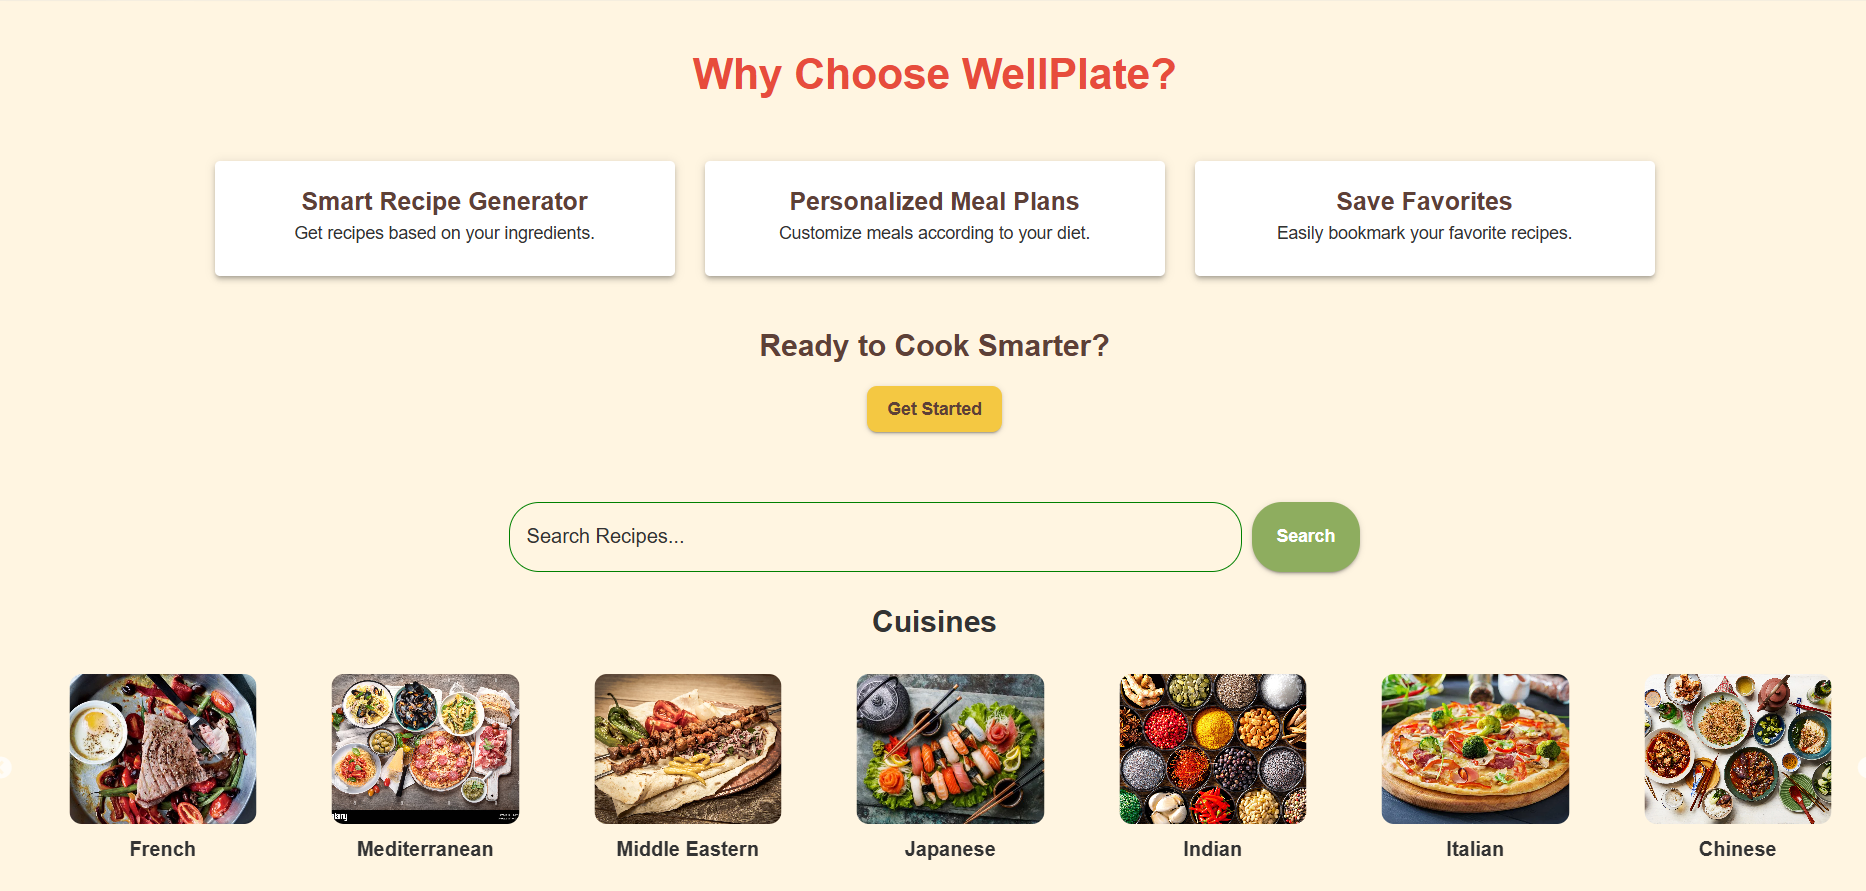 Why Choose WellPlate?
Smart Recipe Generator
Get recipes based on your ingredients.
Personalized Meal Plans
Customize meals according to your diet.
Save Favorites
Easily bookmark your favorite recipes.
Ready to Cook Smarter?
Get Started
Search Recipes...
Search
Cuisines
French
Mediterranean
Middle Eastern
Japanese
Indian
Italian
Chinese